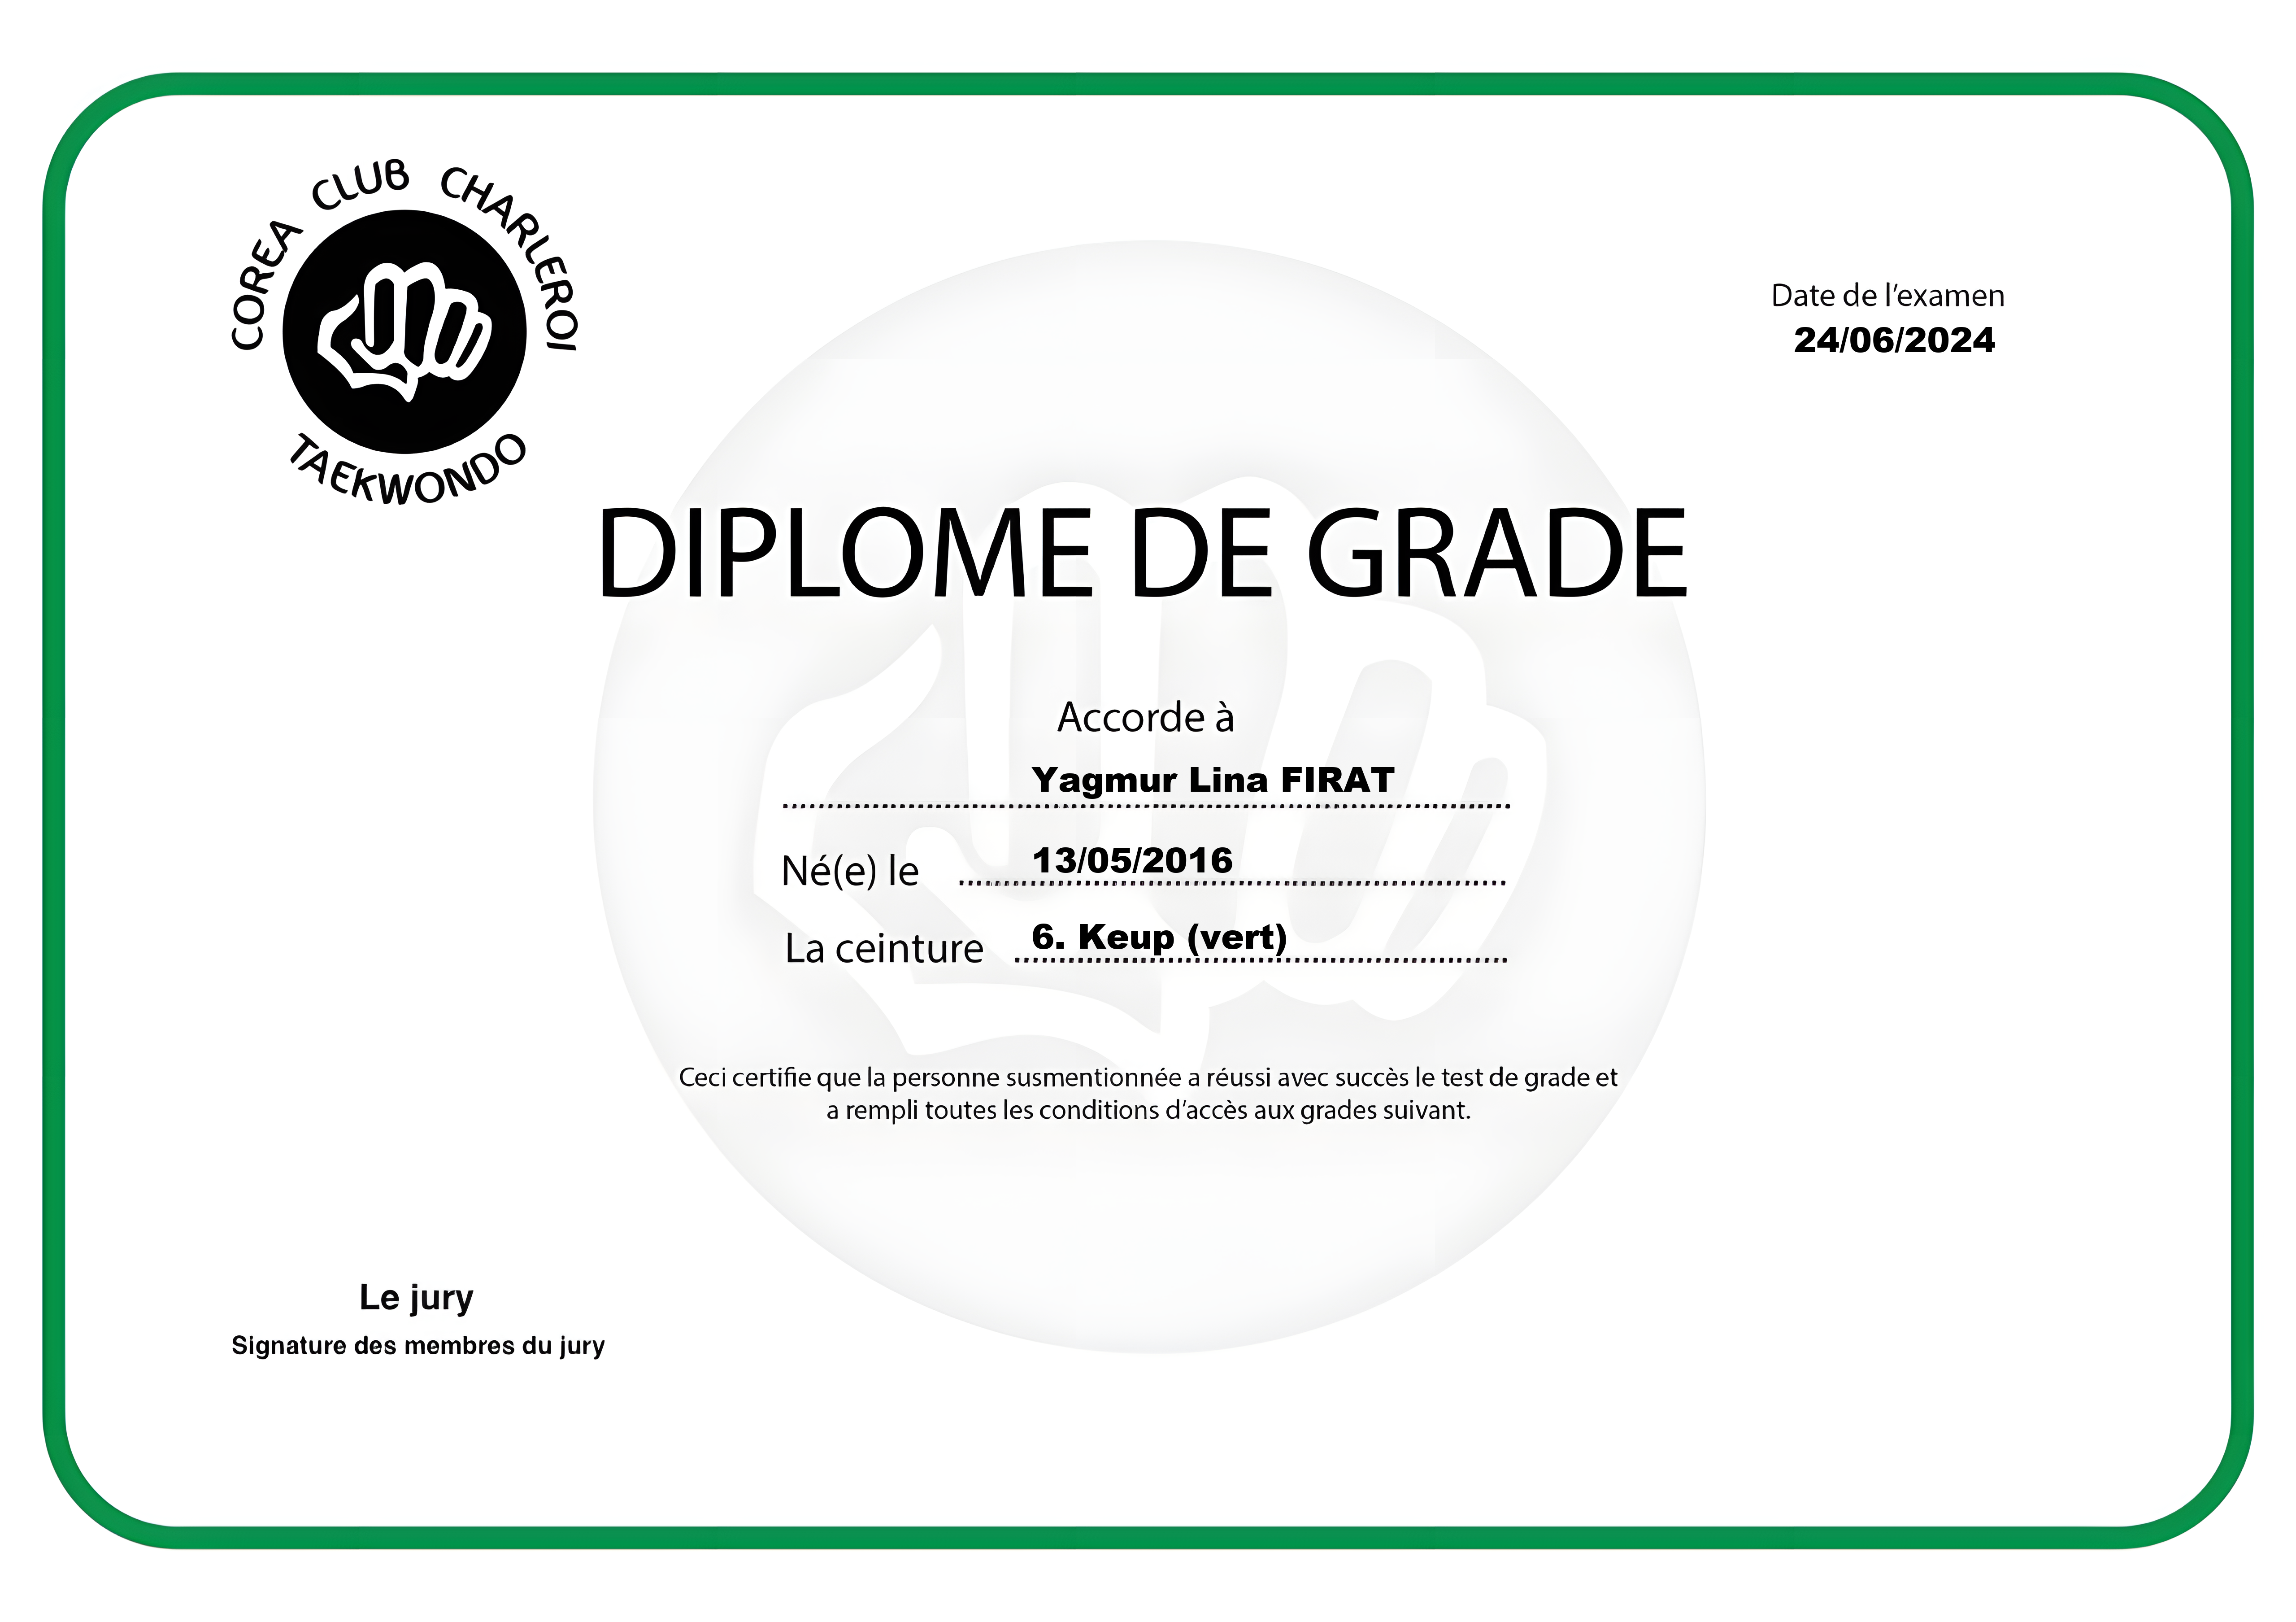 COREA CLUB CHARLEROI
TAEKWONDO
Date de l'examen
24/06/2024
DIPLOME DE GRADE
Accorde à
Yagmur Lina FIRAT
Né(e) le 13/05/2016
La ceinture 6. Keup (vert)
Ceci certifie que la personne susmentionnée a réussi avec succès le test de grade et
a rempli toutes les conditions d'accès aux grades suivant.
Le jury
Signature des membres du jury